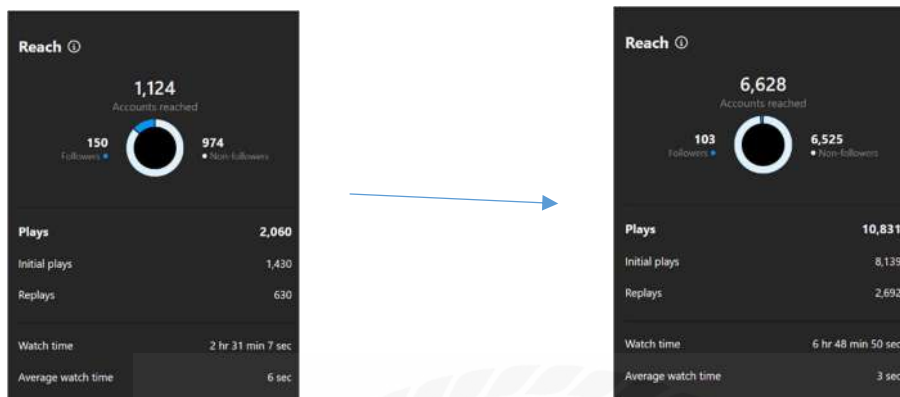 Reach
1,124
Accounts reached
150
Followers
974
Non-followers
Plays 2,060
Initial plays 1,430
Replays 630
Watch time 2 hr 31 min 7 sec
Average watch time 6 sec
Reach
6,628
Accounts reached
103
Followers
6,525
Non-followers
Plays 10,831
Initial plays 8,139
Replays 2,692
Watch time 6 hr 48 min 50 sec
Average watch time 3 sec